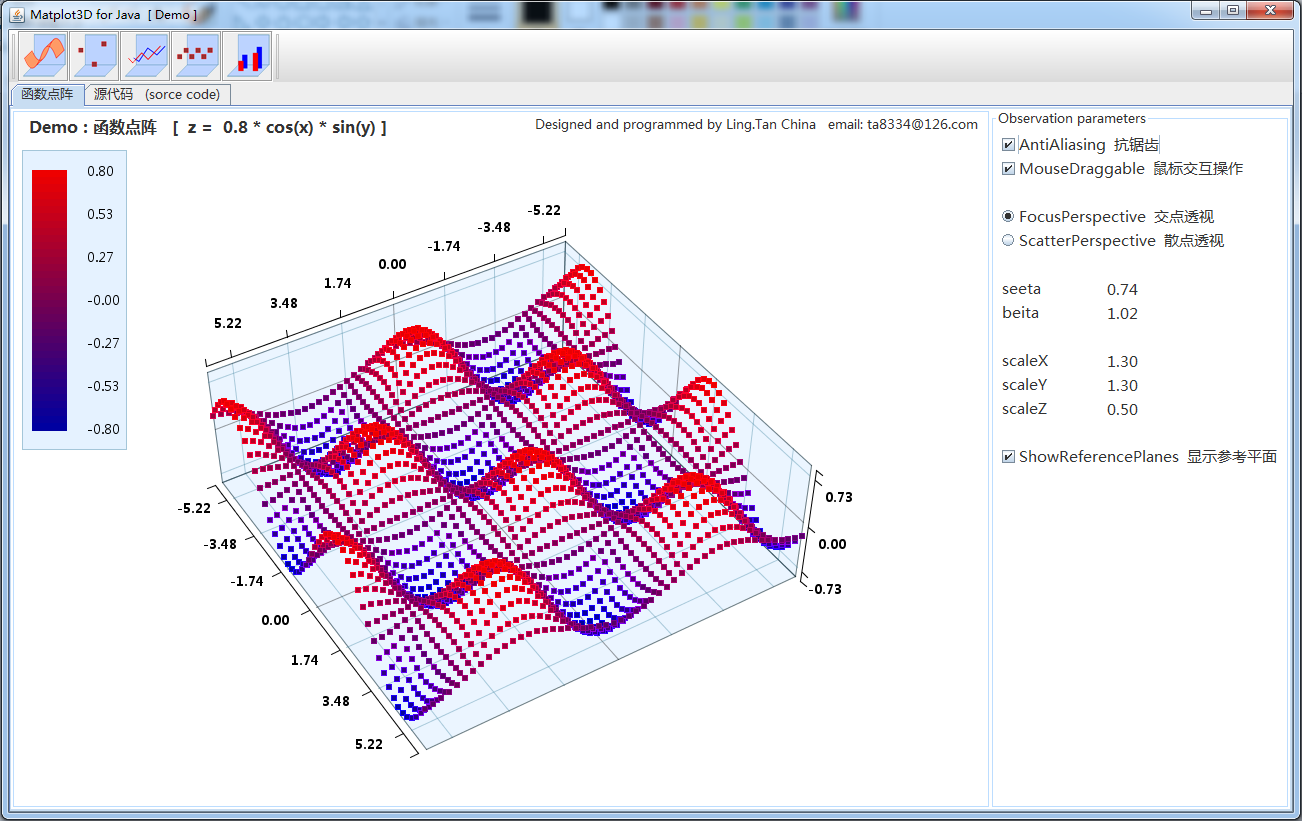 Matplot3D for Java [ Demo ]
函数点阵
源代码 (sorce code)
Demo : 函数点阵 [ z = 0.8 * cos(x) * sin(y) ]
Designed and programmed by Ling.Tan China email: ta8334@126.com
0.80
0.53
0.27
-0.00
-0.27
-0.53
-0.80
-5.22
-3.48
-1.74
0.00
1.74
3.48
5.22
-5.22
-3.48
-1.74
0.00
1.74
3.48
5.22
0.73
0.00
-0.73
Observation parameters
AntiAliasing 抗锯齿
MouseDraggable 鼠标交互操作
FocusPerspective 交点透视
ScatterPerspective 散点透视
seeta 0.74
beita 1.02
scaleX 1.30
scaleY 1.30
scaleZ 0.50
ShowReferencePlanes 显示参考平面